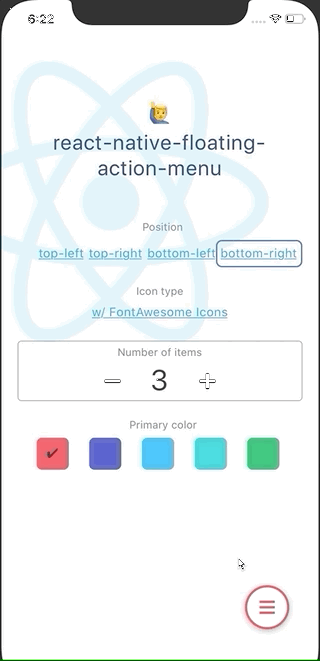 6:22
react-native-floating-
action-menu
Position
top-left top-right bottom-left bottom-right
Icon type
w/ FontAwesome Icons
Number of items
3
Primary color